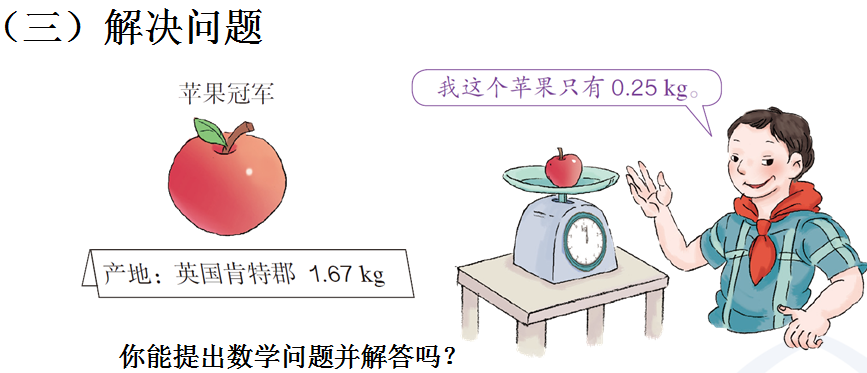 （三）解决问题
苹果冠军
我这个苹果只有 0.25 kg。
产地：英国肯特郡 1.67 kg
你能提出数学问题并解答吗？